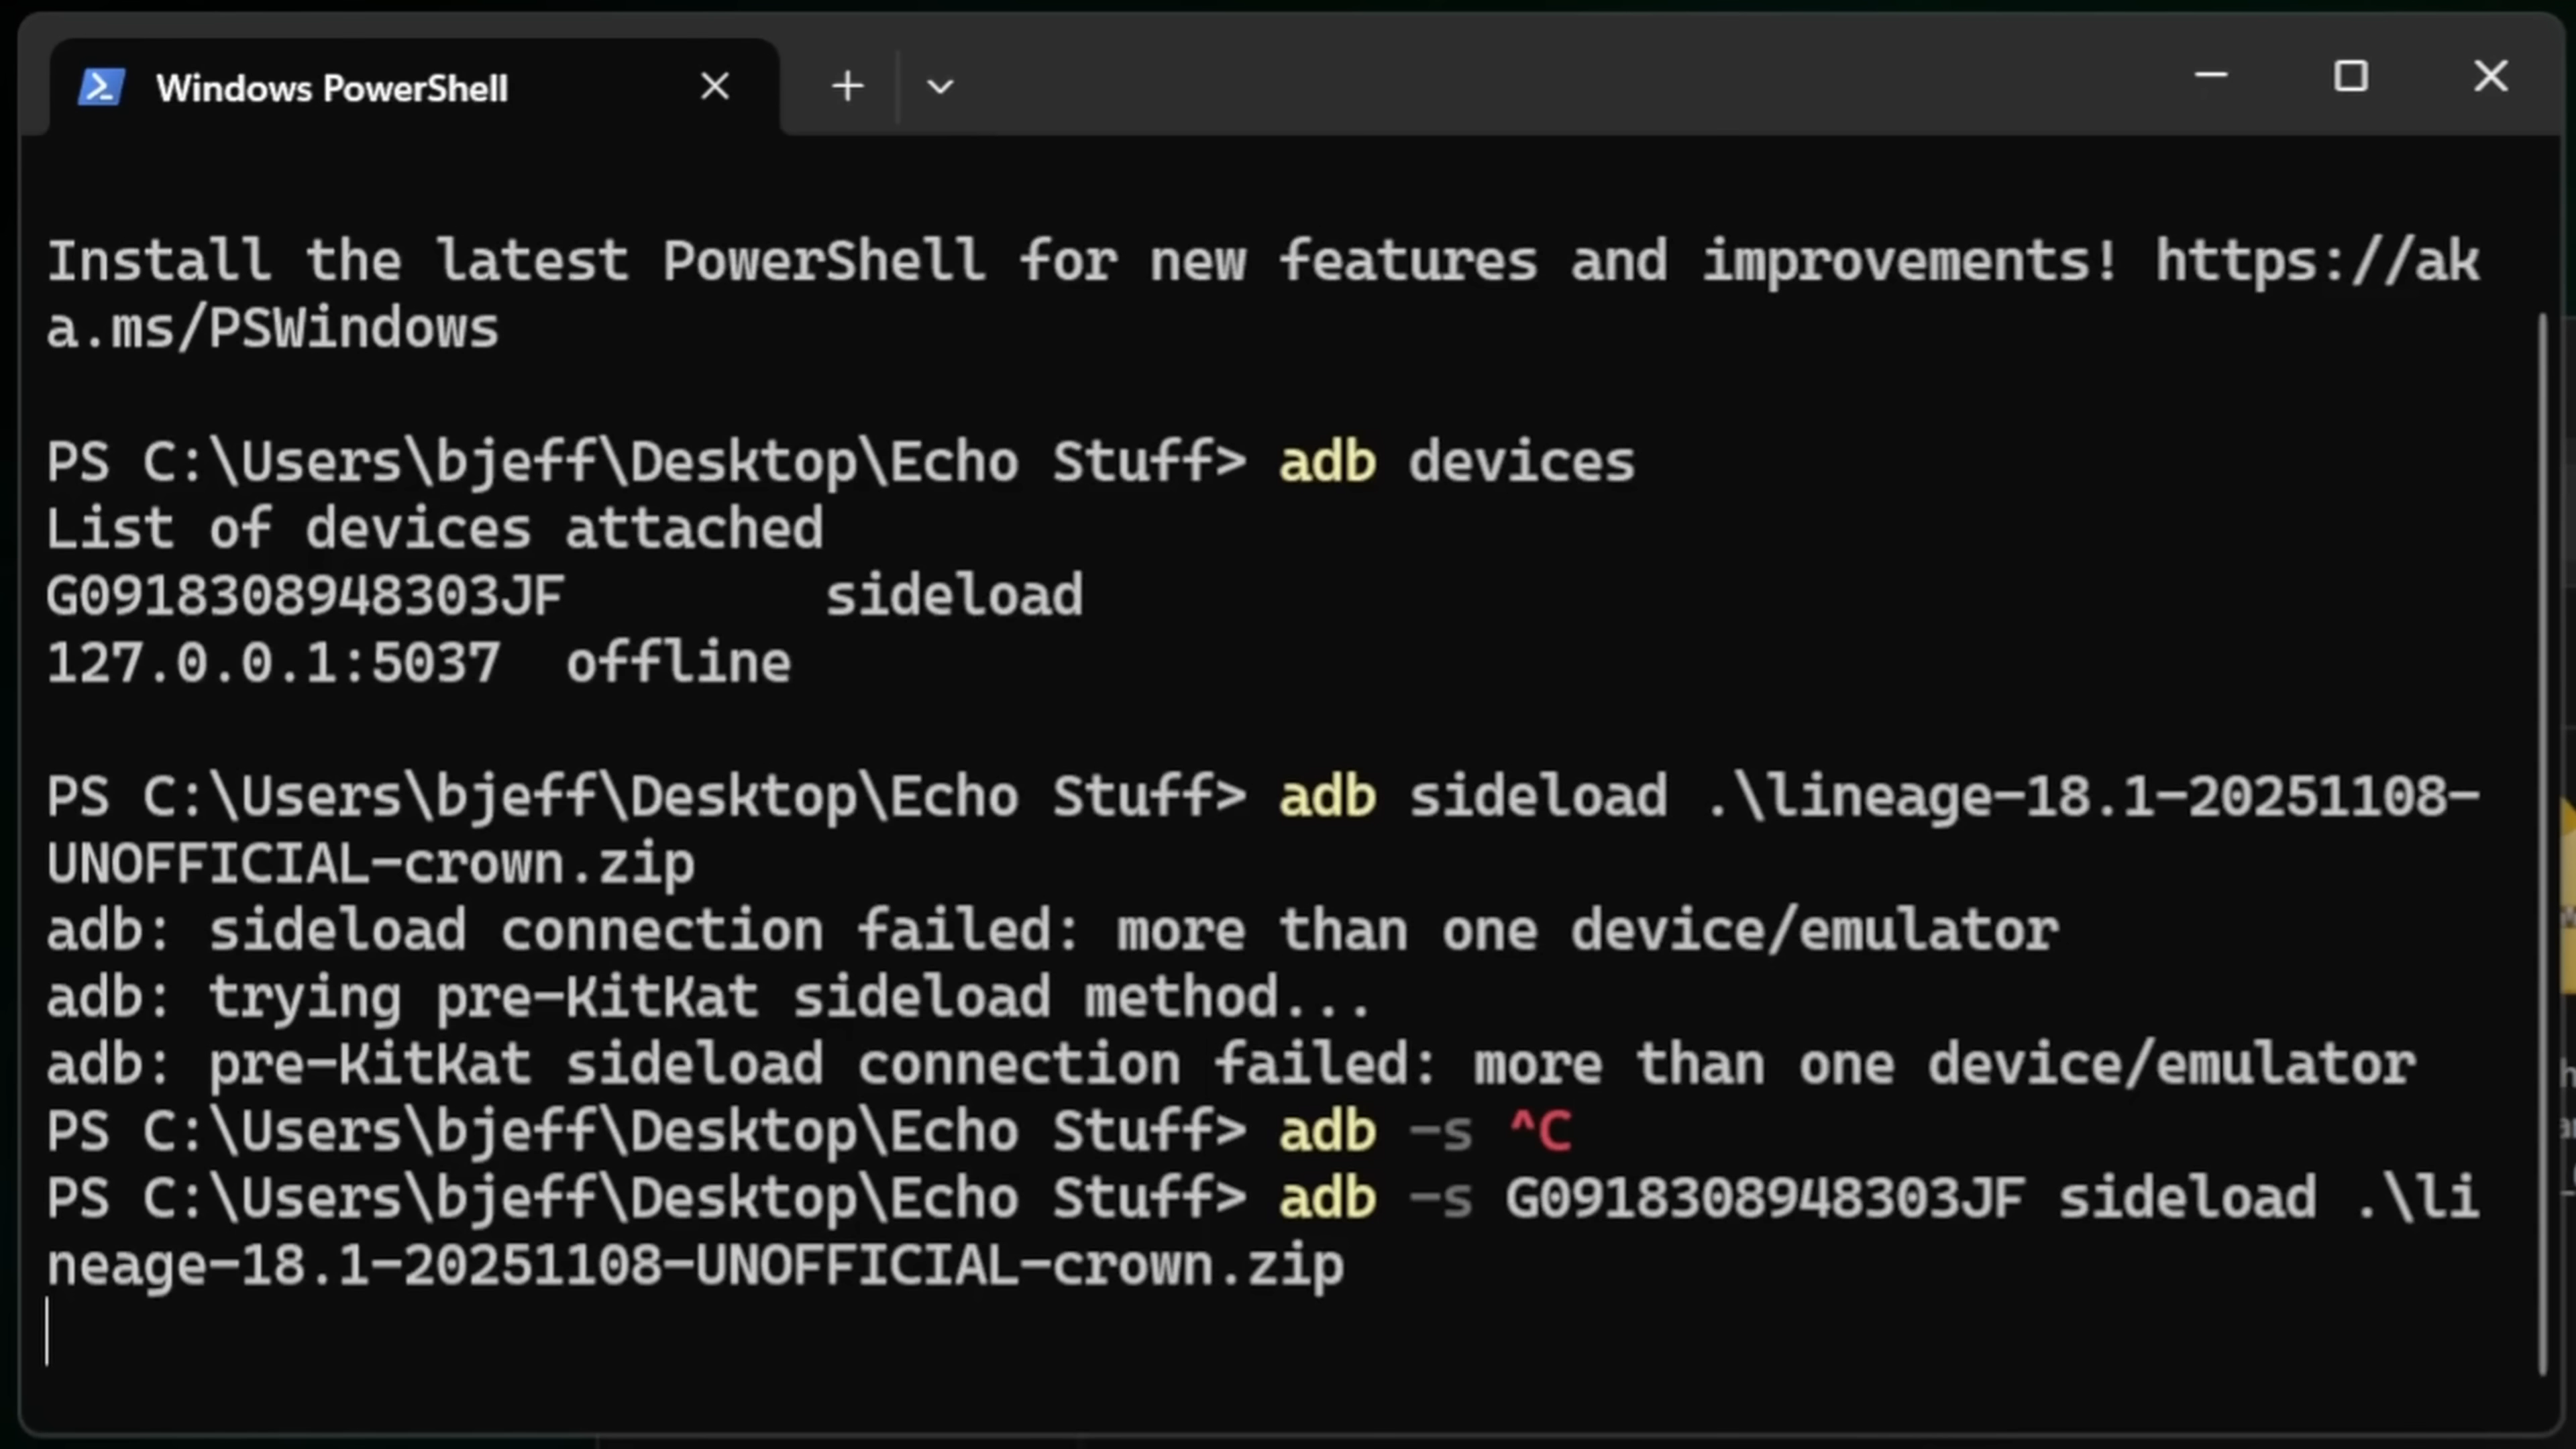 Windows PowerShell
Install the latest PowerShell for new features and improvements! https://ak
a.ms/PSWindows
PS C:\Users\bjeff\Desktop\Echo Stuff> adb devices
List of devices attached
G0918308948303JF        sideload
127.0.0.1:5037  offline
PS C:\Users\bjeff\Desktop\Echo Stuff> adb sideload .\lineage-18.1-20251108-
UNOFFICIAL-crown.zip
adb: sideload connection failed: more than one device/emulator
adb: trying pre-KitKat sideload method...
adb: pre-KitKat sideload connection failed: more than one device/emulator
PS C:\Users\bjeff\Desktop\Echo Stuff> adb -s ^C
PS C:\Users\bjeff\Desktop\Echo Stuff> adb -s G0918308948303JF sideload .\li
neage-18.1-20251108-UNOFFICIAL-crown.zip